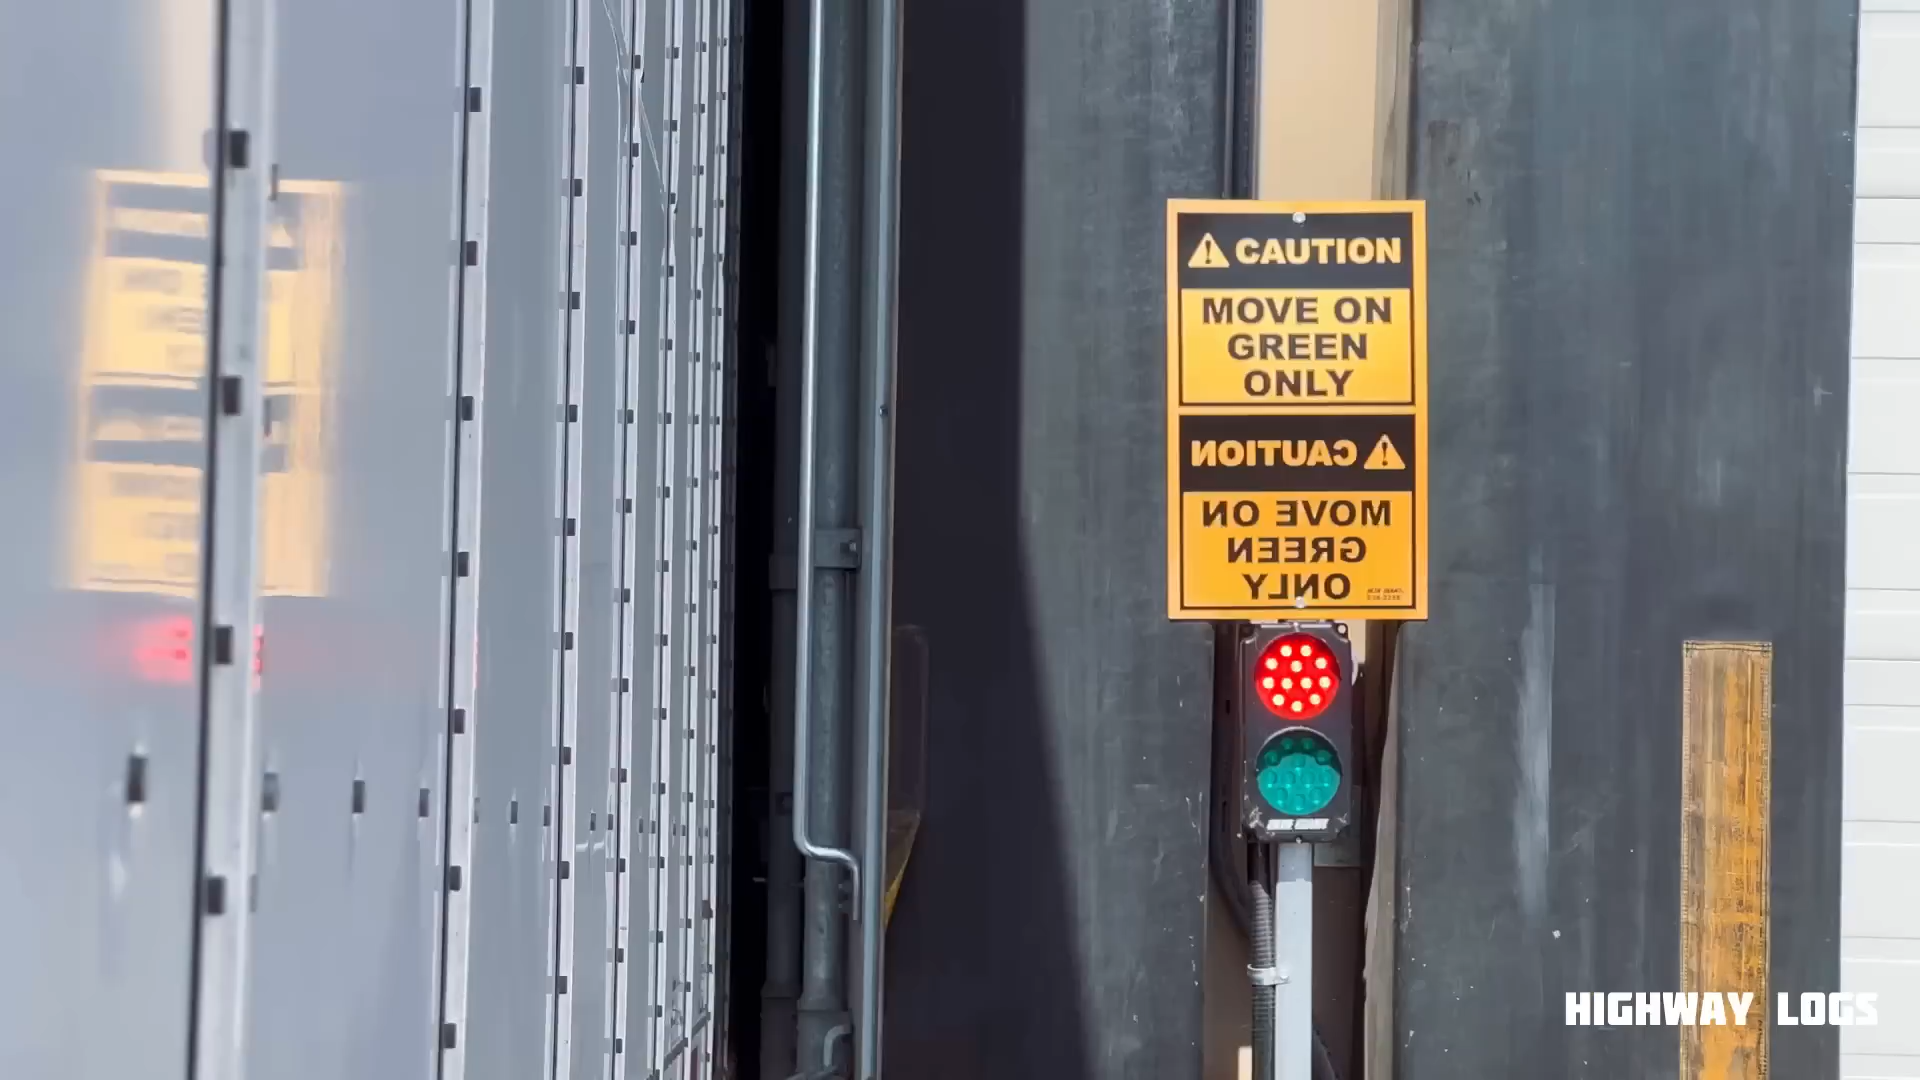 CAUTION
MOVE ON
GREEN
ONLY
CAUTION
MOVE ON
GREEN
ONLY
HIGHWAY LOGS